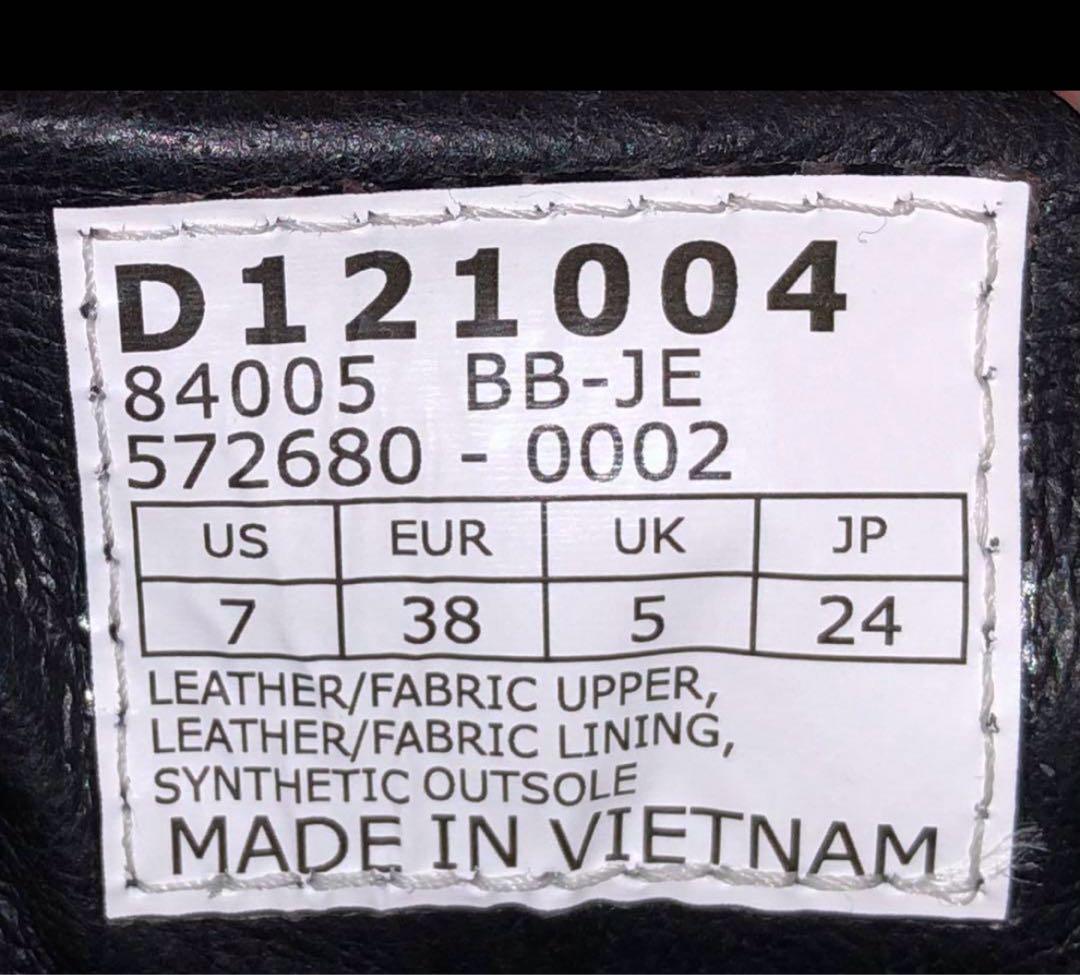 D121004
84005 BB-JE
572680 - 0002
US EUR UK JP
7 38 5 24
LEATHER/FABRIC UPPER,
LEATHER/FABRIC LINING,
SYNTHETIC OUTSOLE
MADE IN VIETNAM